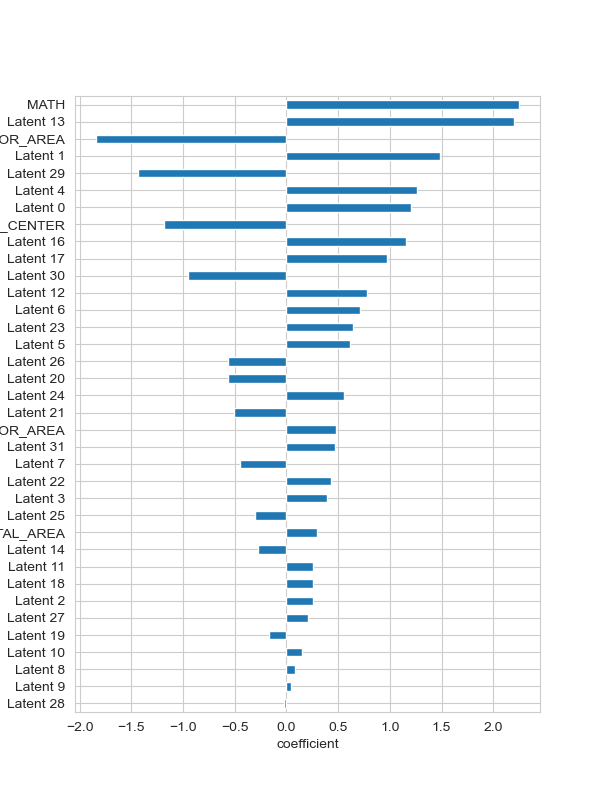 MATH
Latent 13
OR_AREA
Latent 1
Latent 29
Latent 4
Latent 0
_CENTER
Latent 16
Latent 17
Latent 30
Latent 12
Latent 6
Latent 23
Latent 5
Latent 26
Latent 20
Latent 24
Latent 21
OR_AREA
Latent 31
Latent 7
Latent 22
Latent 3
Latent 25
TAL_AREA
Latent 14
Latent 11
Latent 18
Latent 2
Latent 27
Latent 19
Latent 10
Latent 8
Latent 9
Latent 28
−2.0 −1.5 −1.0 −0.5 0.0 0.5 1.0 1.5 2.0
coefficient